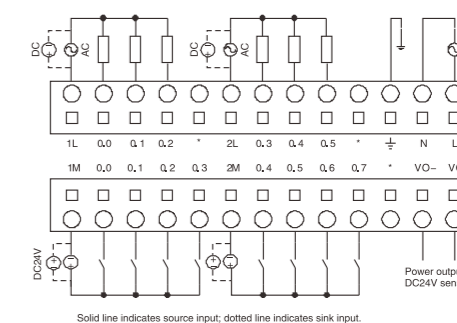 DC AC DC AC
1L 0.0 0.1 0.2 * 2L 0.3 0.4 0.5 * N L
1M 0.0 0.1 0.2 0.3 2M 0.4 0.5 0.6 0.7 * VO-
DC24V
Power outpu
DC24V sen
Solid line indicates source input; dotted line indicates sink input.